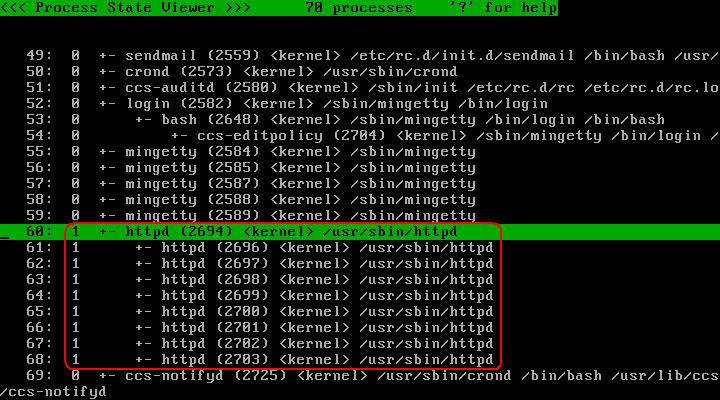 <<< Process State Viewer >>>      70 processes    '?' for help
   49:  0  +- sendmail (2559) <kernel> /etc/rc.d/init.d/sendmail /bin/bash /usr/
   50:  0  +- crond (2573) <kernel> /usr/sbin/crond
   51:  0  +- ccs-auditd (2580) <kernel> /sbin/init /etc/rc.d/rc /etc/rc.d/rc.lo
   52:  0  +- login (2582) <kernel> /sbin/mingetty /bin/login
   53:  0      +- bash (2648) <kernel> /sbin/mingetty /bin/login /bin/bash
   54:  0          +- ccs-editpolicy (2704) <kernel> /sbin/mingetty /bin/login /
   55:  0  +- mingetty (2584) <kernel> /sbin/mingetty
   56:  0  +- mingetty (2585) <kernel> /sbin/mingetty
   57:  0  +- mingetty (2587) <kernel> /sbin/mingetty
   58:  0  +- mingetty (2588) <kernel> /sbin/mingetty
   59:  0  +- mingetty (2589) <kernel> /sbin/mingetty
_  60:  1  +- httpd (2694) <kernel> /usr/sbin/httpd
   61:  1      +- httpd (2696) <kernel> /usr/sbin/httpd
   62:  1      +- httpd (2697) <kernel> /usr/sbin/httpd
   63:  1      +- httpd (2698) <kernel> /usr/sbin/httpd
   64:  1      +- httpd (2699) <kernel> /usr/sbin/httpd
   65:  1      +- httpd (2700) <kernel> /usr/sbin/httpd
   66:  1      +- httpd (2701) <kernel> /usr/sbin/httpd
   67:  1      +- httpd (2702) <kernel> /usr/sbin/httpd
   68:  1      +- httpd (2703) <kernel> /usr/sbin/httpd
   69:  0  +- ccs-notifyd (2725) <kernel> /usr/sbin/crond /bin/bash /usr/lib/ccs
/ccs-notifyd